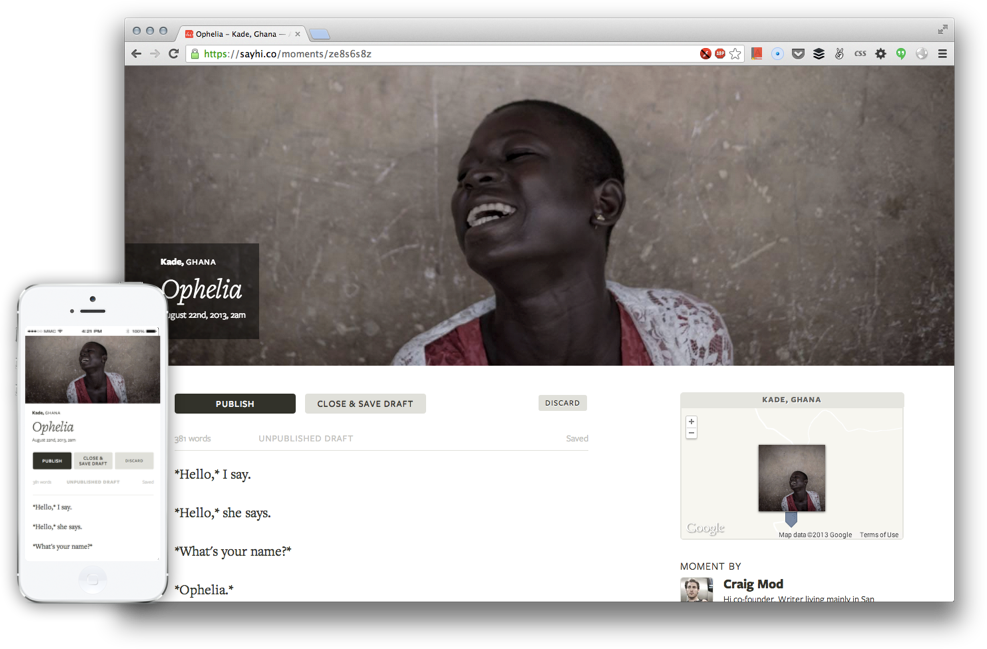 Ophelia – Kade, Ghana —
https://sayhi.co/moments/ze8s6s8z
ABP
CSS
Kade, GHANA
Ophelia
ugust 22nd, 2013, 2am
PUBLISH
CLOSE & SAVE DRAFT
DISCARD
381 words
UNPUBLISHED DRAFT
Saved
*Hello,* I say.
*Hello,* she says.
*What's your name?*
*Ophelia.*
KADE, GHANA
+
−
Google
Map data ©2013 Google
Terms of Use
MOMENT BY
Craig Mod
Hi co-founder. Writer living mainly in San
MMC
4:21 PM
100%
Kade, GHANA
Ophelia
August 22nd, 2013, 2am
PUBLISH
CLOSE &
SAVE DRAFT
DISCARD
381 words
UNPUBLISHED DRAFT
Saved
*Hello,* I say.
*Hello,* she says.
*What's your name?*